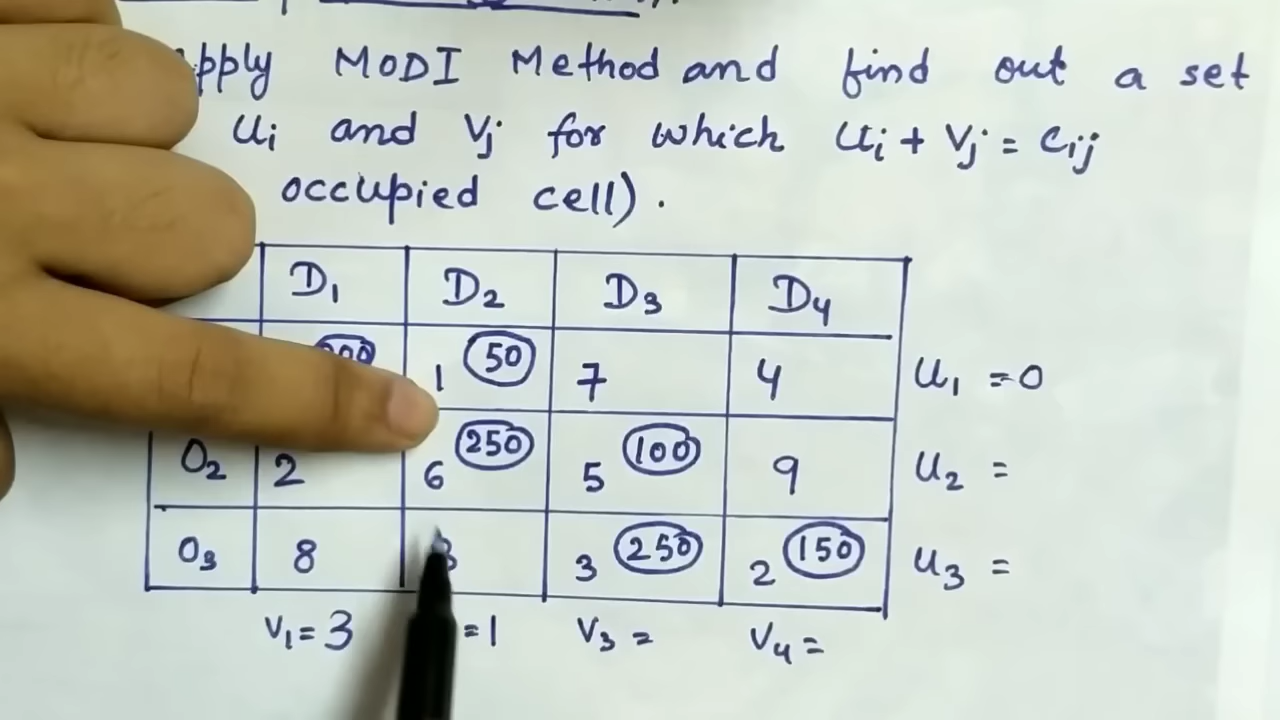 pply MODI Method and find out a set
Ui and Vj for which Ui + Vj = Cij
occupied cell).
D1 D2 D3 D4
1 50 7 4 U1 = 0
O2 2 6 250 5 100 9 U2 =
O3 8 3 250 2 150 U3 =
V1 = 3 = 1 V3 = V4 =